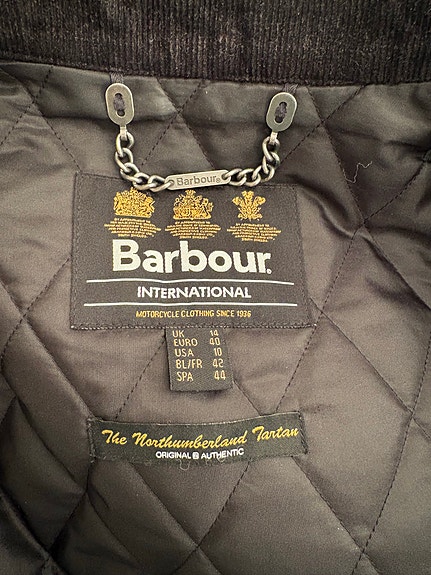 Barbour®
Barbour.
INTERNATIONAL
MOTORCYCLE CLOTHING SINCE 1936
UK 14
EURO 40
USA 10
BL/FR 42
SPA 44
The Northumberland Tartan
ORIGINAL & AUTHENTIC